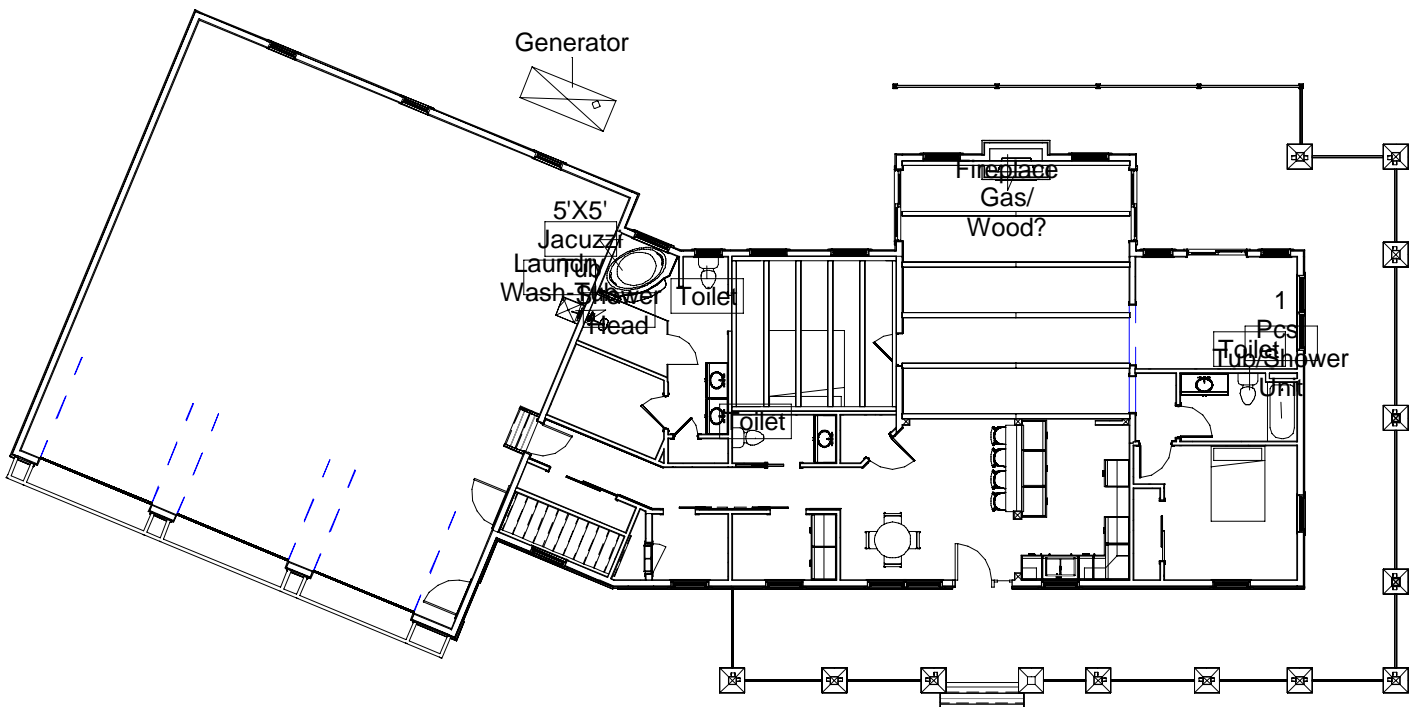 Generator
5'X5'
Jacuzzi
Tub
Laundry
Wash-Tub
Shower
Head
Toilet
Toilet
Fireplace
Gas/
Wood?
1
Pcs
Tub/Shower
Unit
Toilet